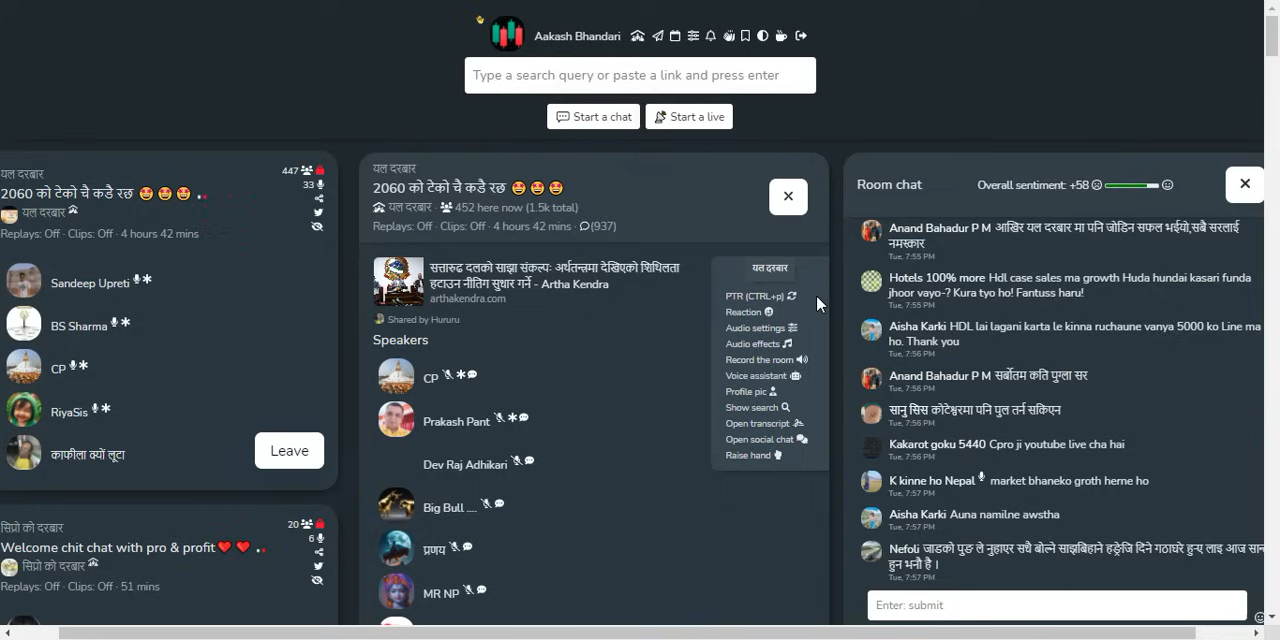 Aakash Bhandari
Type a search query or paste a link and press enter
Start a chat
Start a live
यल दरबार
447
2060 को टेको चै कडै रछ 🤩 🤩 🤩
33
यल दरबार
Replays: Off · Clips: Off · 4 hours 42 mins
Sandeep Upreti
BS Sharma
CP
RiyaSis
काफीला क्यों लूटा
Leave
सिप्रो को दरबार
20
Welcome chit chat with pro & profit❤️ ❤️
6
सिप्रो को दरबार
Replays: Off · Clips: Off · 51 mins
यल दरबार
2060 को टेको चै कडै रछ 🤩 🤩 🤩
यल दरबार 452 here now (1.5k total)
Replays: Off · Clips: Off · 4 hours 42 mins · (937)
सत्तारुढ दलको साझा संकल्पः अर्थतन्त्रमा देखिएको शिथिलता
हटाउन नीतिग सुधार गर्ने - Artha Kendra
arthakendra.com
Shared by Hururu
Speakers
CP
Prakash Pant
Dev Raj Adhikari
Big Bull ....
प्रणय
MR NP
यल दरबार
PTR (CTRL+p)
Reaction
Audio settings
Audio effects
Record the room
Voice assistant
Profile pic
Show search
Open transcript
Open social chat
Raise hand
Room chat
Overall sentiment: +58
Anand Bahadur P M आखिर यल दरबार मा पनि जोडिन सफल भईयो,सबै सरलाई
नमस्कार
Tue, 7:55 PM
Hotels 100% more Hdl case sales ma growth Huda hundai kasari funda
jhoor vayo-? Kura tyo ho! Fantuss haru!
Tue, 7:55 PM
Aisha Karki HDL lai lagani karta le kinna ruchaune vanya 5000 ko Line ma
ho. Thank you
Tue, 7:56 PM
Anand Bahadur P M सर्बोतम कति पुग्ला सर
Tue, 7:56 PM
सानु सिस कोटेश्वरमा पनि पुल तर्न सकिएन
Tue, 7:56 PM
Kakarot goku 5440 Cpro ji youtube live cha hai
Tue, 7:56 PM
K kinne ho Nepal market bhaneko groth herne ho
Tue, 7:57 PM
Aisha Karki Auna namilne awstha
Tue, 7:57 PM
Nefoli जाडको पुङ ले नुहाएर सधै बोल्ने साझबिहाने हङ्रेजि दिने गठाघरे हुन्ए लाइ आज सान
हुन भनौ है ।
Tue, 7:57 PM
Enter: submit